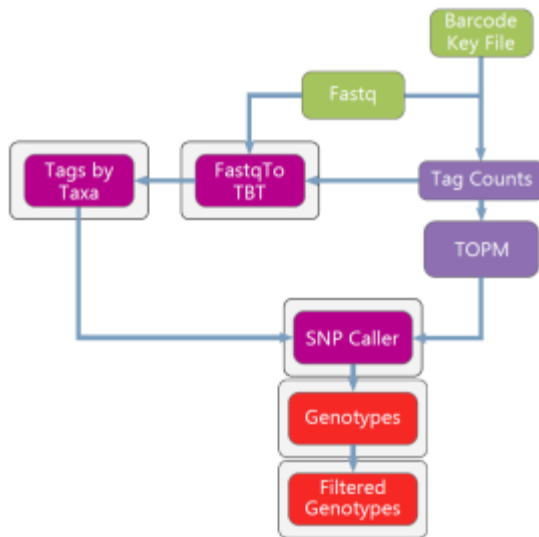 Barcode
Key File
Fastq
Tags by
Taxa
FastqTo
TBT
Tag Counts
TOPM
SNP Caller
Genotypes
Filtered
Genotypes